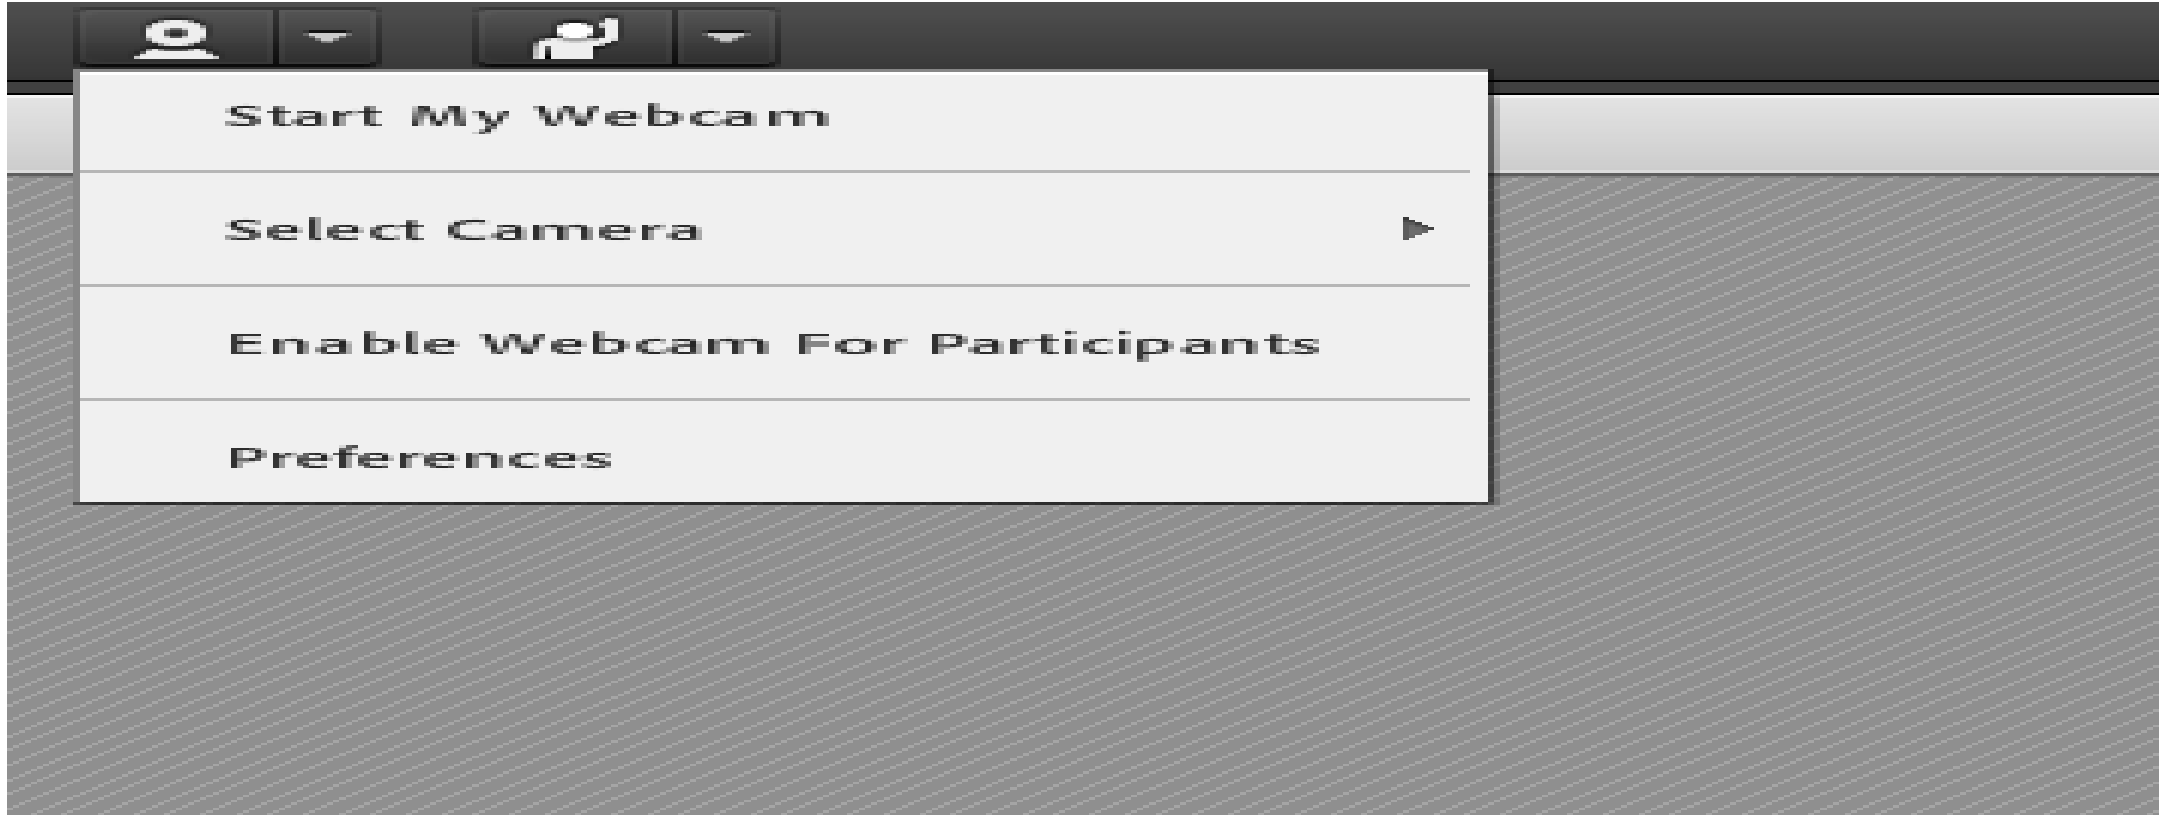 Start My Webcam
Select Camera
Enable Webcam For Participants
Preferences